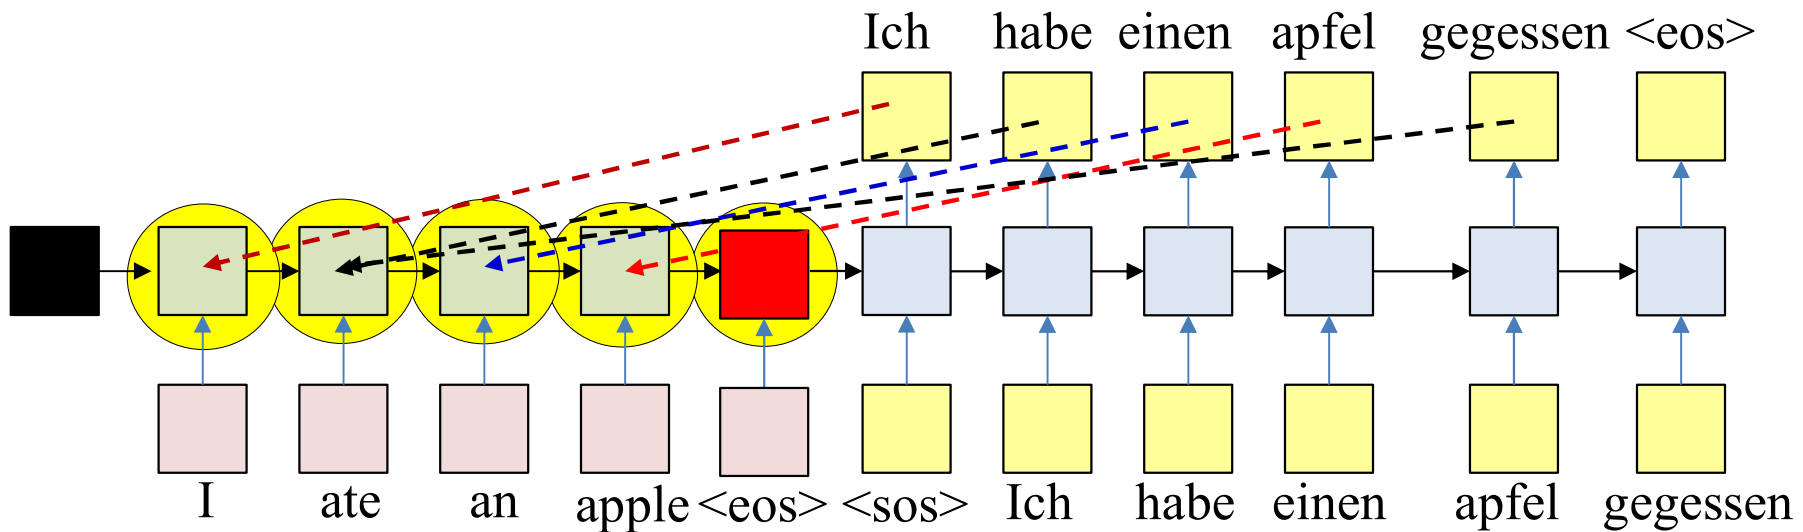 Ich habe einen apfel gegessen <eos>
I ate an apple <eos> <sos> Ich habe einen apfel gegessen